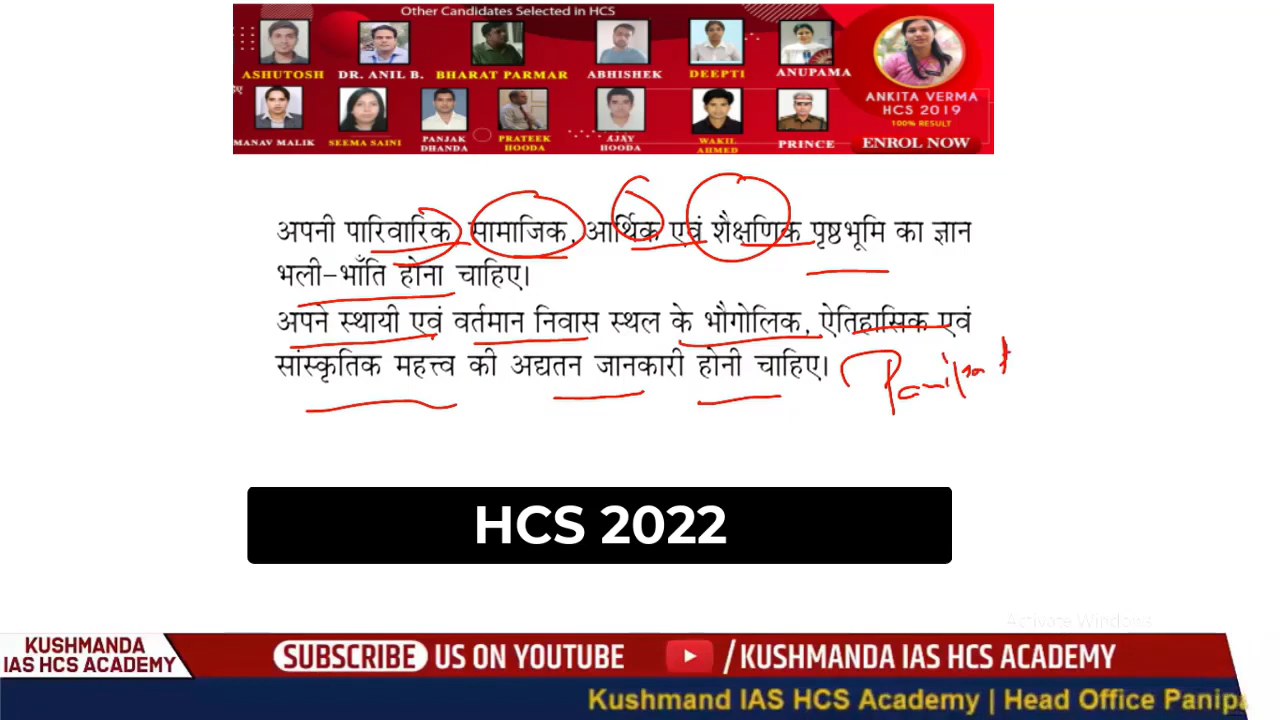 Other Candidates Selected in HCS
ASHUTOSH DR. ANIL B. BHARAT PARMAR ABHISHEK DEEPTI ANUPAMA
MANAV MALIK SEEMA SAINI PANJAK DHANDA PRATEEK HOODA AJAY HOODA WAKIL AHMED PRINCE
ANKITA VERMA
HCS 2019
100% RESULT
ENROL NOW
अपनी पारिवारिक सामाजिक, आर्थिक एवं शैक्षणिक पृष्ठभूमि का ज्ञान
भली-भाँति होना चाहिए।
अपने स्थायी एवं वर्तमान निवास स्थल के भौगोलिक, ऐतिहासिक एवं
सांस्कृतिक महत्त्व की अद्यतन जानकारी होनी चाहिए।
Panipat
HCS 2022
Activate Windows
KUSHMANDA
IAS HCS ACADEMY
SUBSCRIBE US ON YOUTUBE /KUSHMANDA IAS HCS ACADEMY
Kushmand IAS HCS Academy | Head Office Panipa